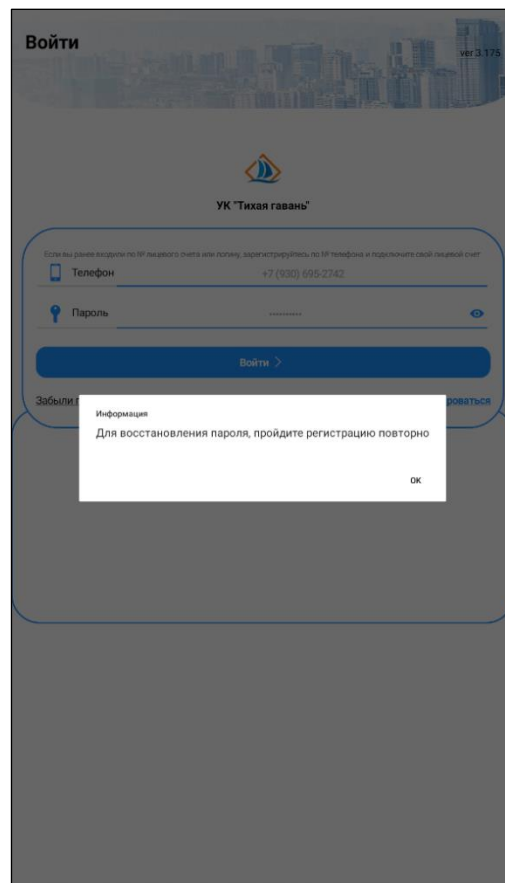 Войти
ver 3.175
УК "Тихая гавань"
Если вы ранее входили по № лицевого счета или логину, зарегистрируйтесь по № телефона и подключите свой лицевой счет
Телефон +7 (930) 695-2742
Пароль ----------
Войти >
Забыли п роваться
Информация
Для восстановления пароля, пройдите регистрацию повторно
ОК